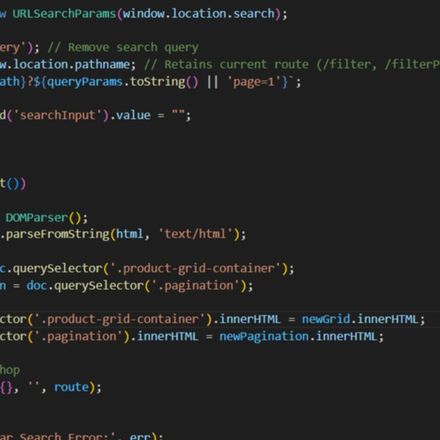 w URLSearchParams(window.location.search);
ery'); // Remove search query
w.location.pathname; // Retains current route (/filter, /filterP
ath}?${queryParams.toString() || 'page=1'}`;
d('searchInput').value = "";
t())
DOMParser();
.parseFromString(html, 'text/html');
c.querySelector('.product-grid-container');
n = doc.querySelector('.pagination');
ctor('.product-grid-container').innerHTML = newGrid.innerHTML;
ctor('.pagination').innerHTML = newPagination.innerHTML;
hop
{}, '', route);
ar Search Error:', err);